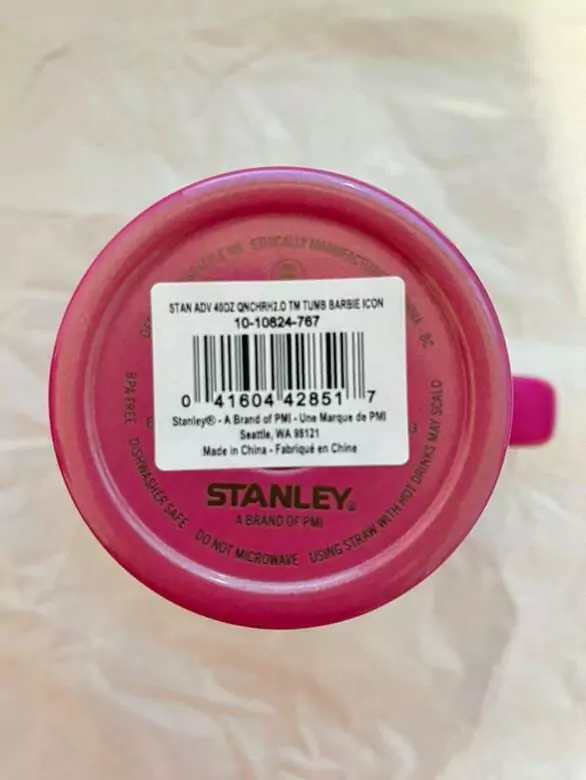 STAN ADV 40OZ QNCHRH2.0 TM TUMB BARBIE ICON
10-10824-767
0 41604 42851 7
Stanley® - A Brand of PMI - Une Marque de PMI
Seattle, WA 98121
Made in China - Fabriqué en Chine
ETHICALLY MANUFACTURED
BPA FREE DISHWASHER SAFE DO NOT MICROWAVE USING STRAW WITH HOT DRINKS MAY SCALD
STANLEY®
A BRAND OF PMI